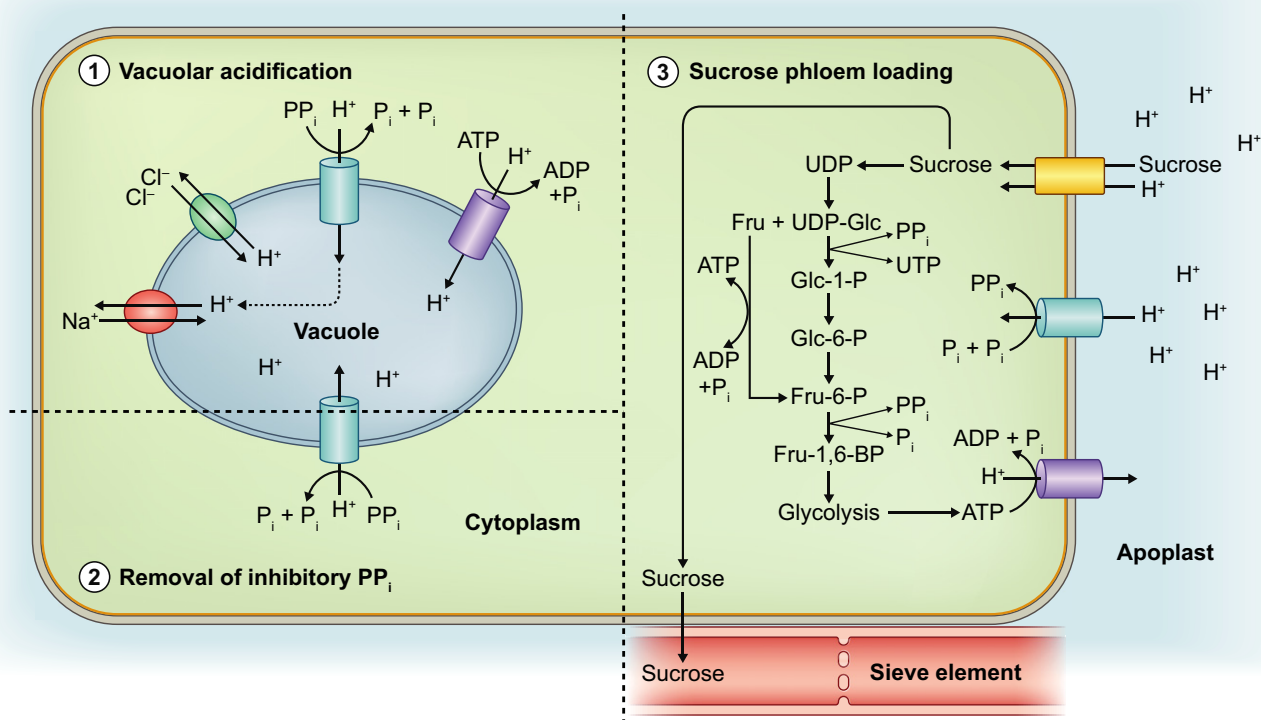 ① Vacuolar acidification
PPᵢ H⁺ Pᵢ + Pᵢ
ATP
H⁺
ADP
+Pᵢ
Cl⁻
Cl⁻
H⁺
H⁺
H⁺
Na⁺
Vacuole
H⁺
H⁺
Pᵢ + Pᵢ H⁺ PPᵢ
Cytoplasm
② Removal of inhibitory PPᵢ
③ Sucrose phloem loading
UDP
Sucrose
Sucrose
H⁺
Fru + UDP-Glc
PPᵢ
UTP
ATP
Glc-1-P
Glc-6-P
ADP
+Pᵢ
Fru-6-P
PPᵢ
Pᵢ
Fru-1,6-BP
Glycolysis
ATP
PPᵢ
H⁺
Pᵢ + Pᵢ
ADP + Pᵢ
H⁺
H⁺
H⁺
H⁺
H⁺
H⁺
H⁺
H⁺
Apoplast
Sucrose
Sucrose
Sieve element